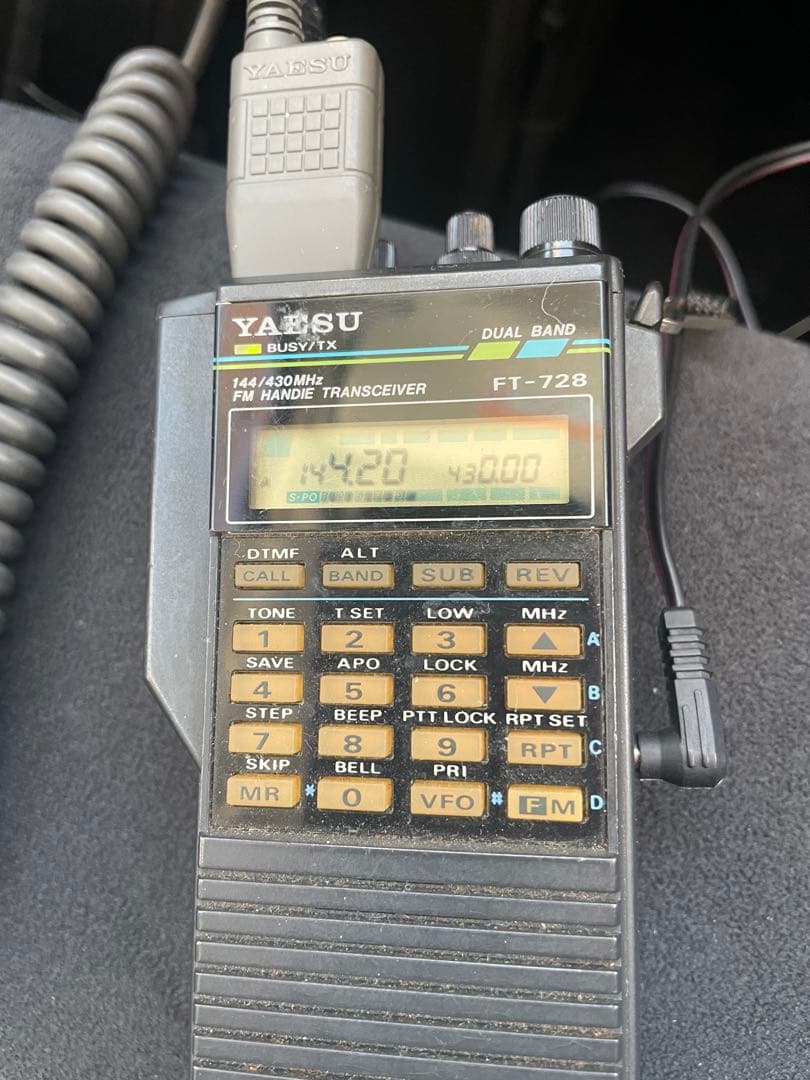 YAESU
YAESU
BUSY/TX
DUAL BAND
144/430MHz
FM HANDIE TRANSCEIVER
FT-728
144.20 430.00
S-PO
DTMF ALT
CALL BAND SUB REV
TONE T SET LOW MHz
1 2 3 ▲ A
SAVE APO LOCK MHz
4 5 6 ▼ B
STEP BEEP PTT LOCK RPT SET
7 8 9 RPT C
SKIP BELL PRI
MR * 0 VFO # FM D